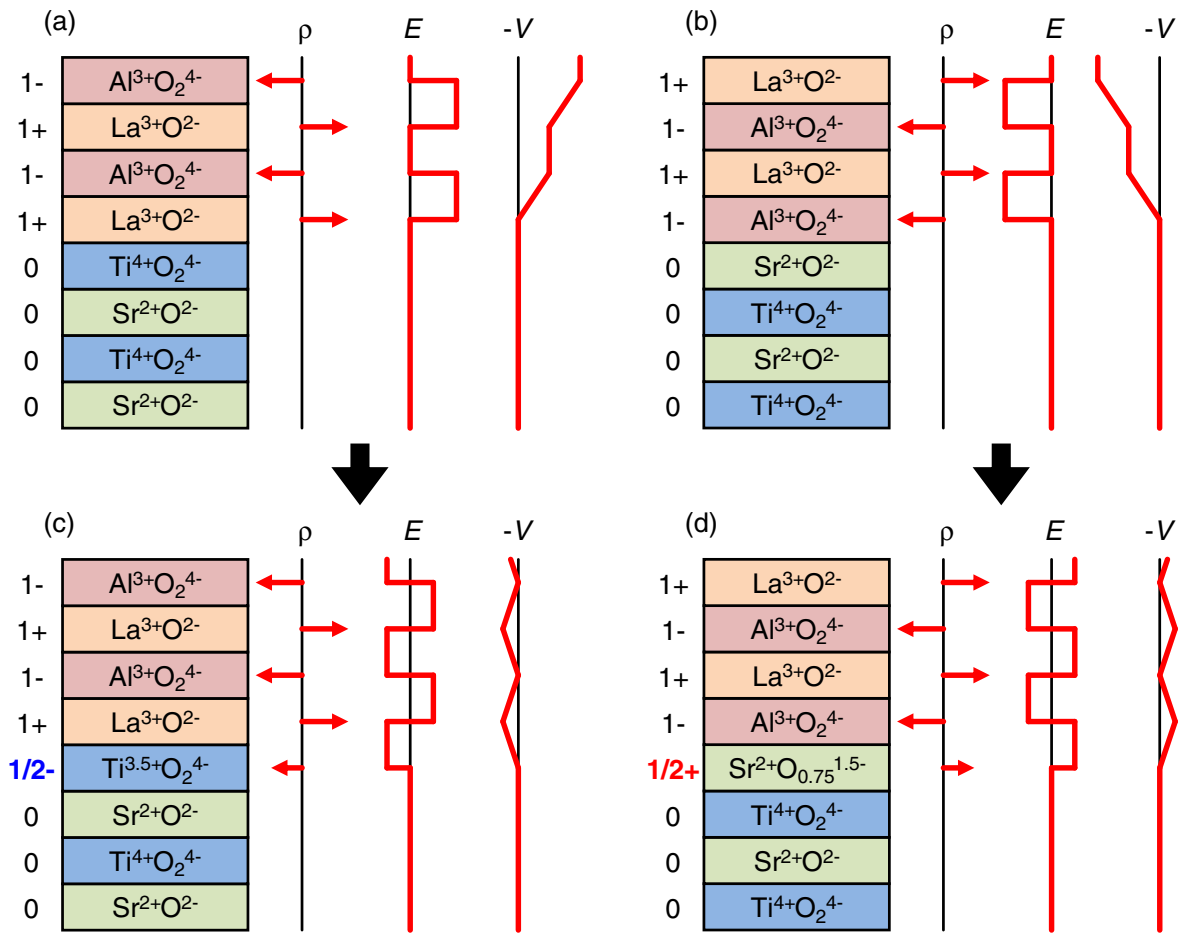 (a) ρ E -V
1- Al³⁺O₂⁴⁻
1+ La³⁺O²⁻
1- Al³⁺O₂⁴⁻
1+ La³⁺O²⁻
0 Ti⁴⁺O₂⁴⁻
0 Sr²⁺O²⁻
0 Ti⁴⁺O₂⁴⁻
0 Sr²⁺O²⁻
(b) ρ E -V
1+ La³⁺O²⁻
1- Al³⁺O₂⁴⁻
1+ La³⁺O²⁻
1- Al³⁺O₂⁴⁻
0 Sr²⁺O²⁻
0 Ti⁴⁺O₂⁴⁻
0 Sr²⁺O²⁻
0 Ti⁴⁺O₂⁴⁻
(c) ρ E -V
1- Al³⁺O₂⁴⁻
1+ La³⁺O²⁻
1- Al³⁺O₂⁴⁻
1+ La³⁺O²⁻
1/2- Ti³·⁵⁺O₂⁴⁻
0 Sr²⁺O²⁻
0 Ti⁴⁺O₂⁴⁻
0 Sr²⁺O²⁻
(d) ρ E -V
1+ La³⁺O²⁻
1- Al³⁺O₂⁴⁻
1+ La³⁺O²⁻
1- Al³⁺O₂⁴⁻
1/2+ Sr²⁺O₀.₇₅¹·⁵⁻
0 Ti⁴⁺O₂⁴⁻
0 Sr²⁺O²⁻
0 Ti⁴⁺O₂⁴⁻